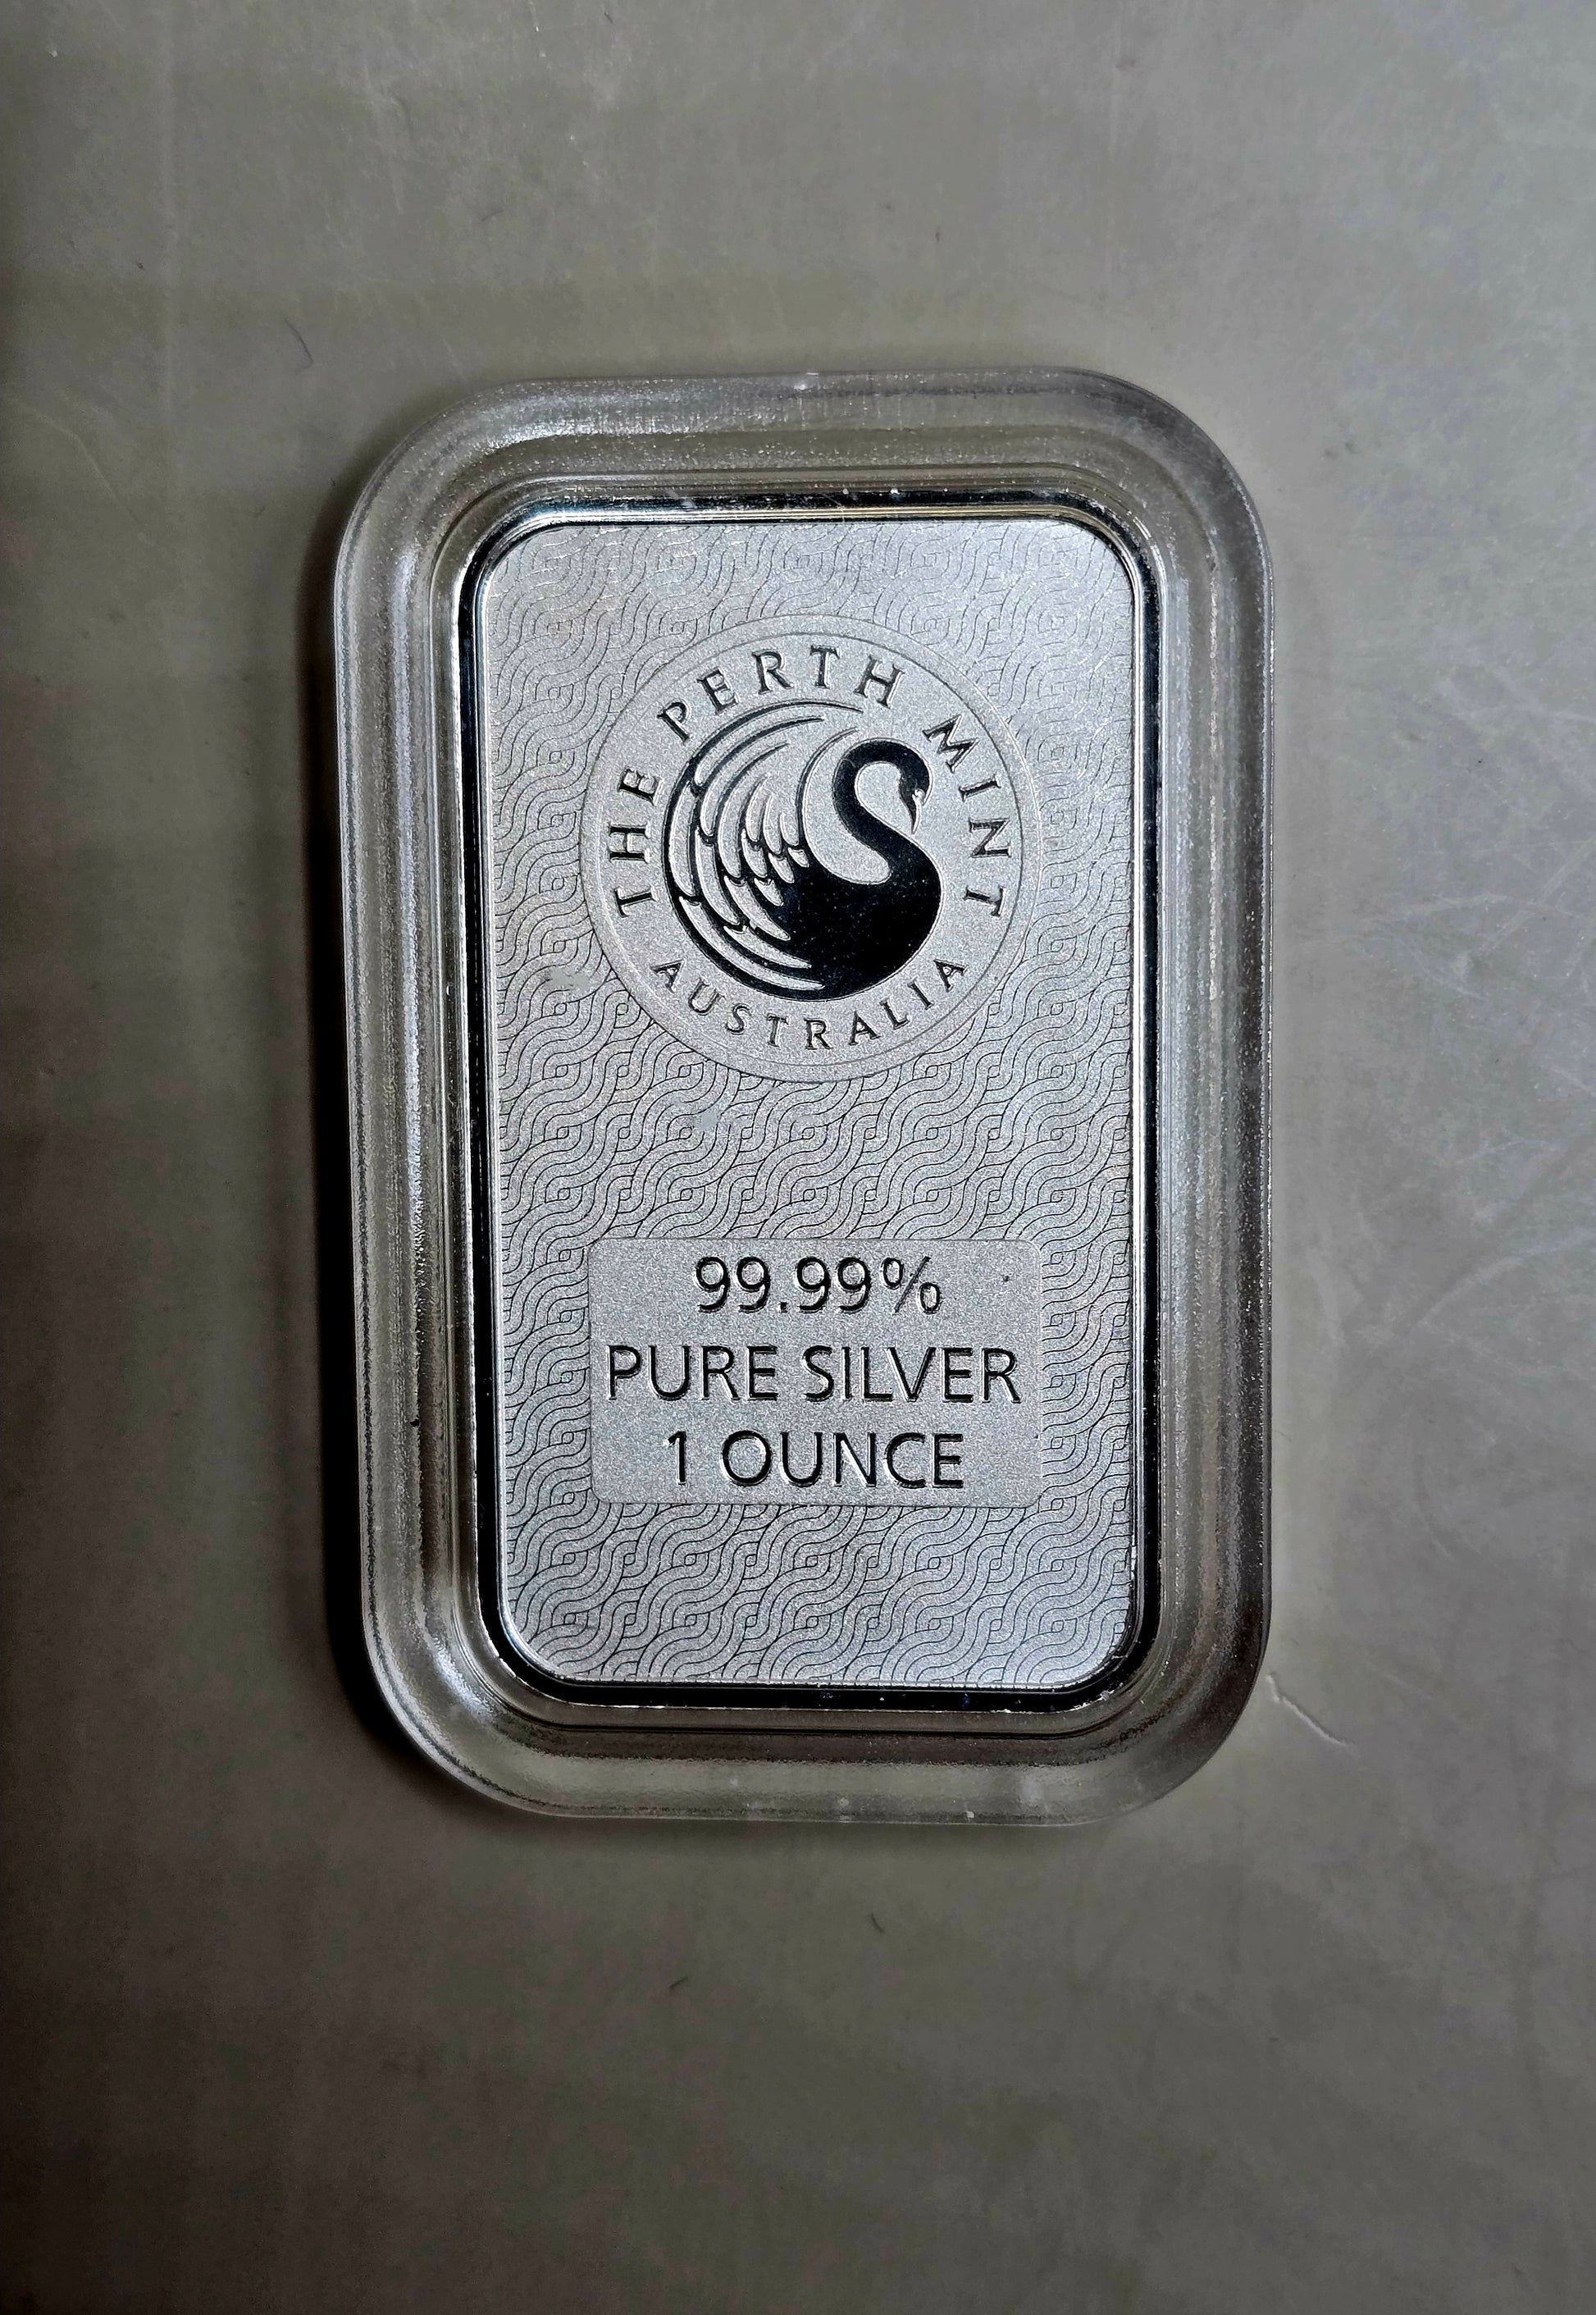 THE PERTH MINT
AUSTRALIA
99.99%
PURE SILVER
1 OUNCE